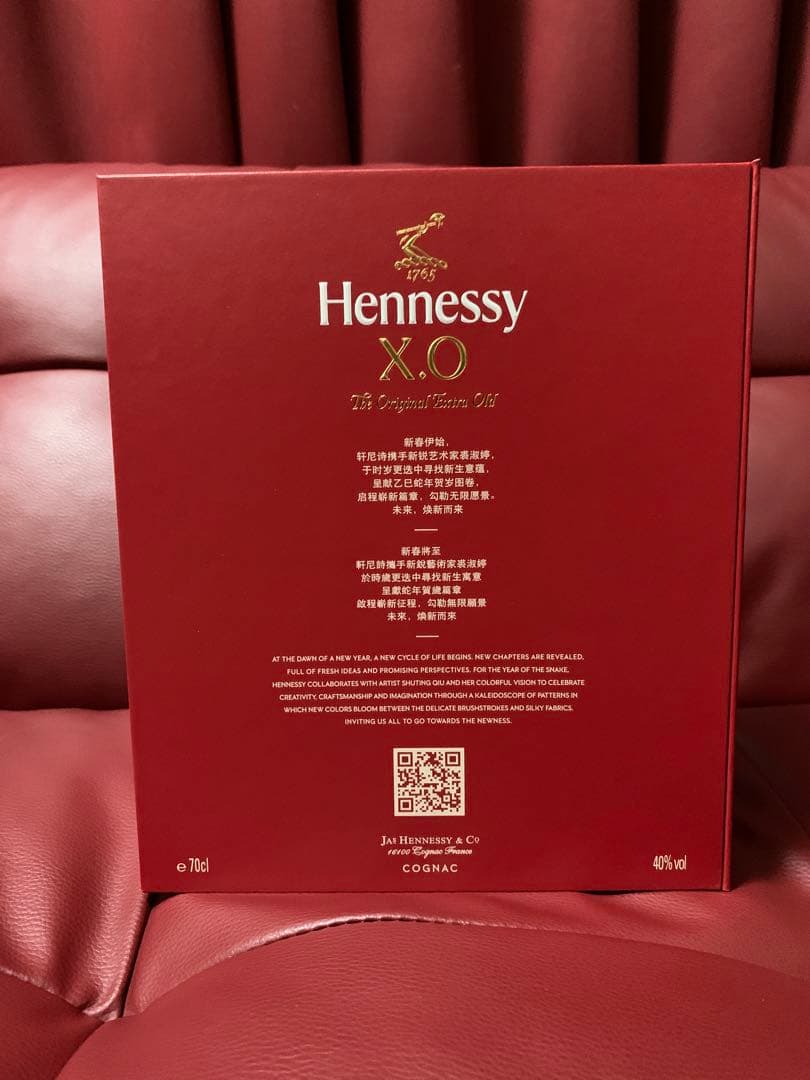 1765
Hennessy
X.O
The Original Extra Old
新春伊始，
轩尼诗携手新锐艺术家裘淑婷，
于时岁更迭中寻找新生意蕴，
呈献乙巳蛇年贺岁图卷，
启程崭新篇章，勾勒无限愿景。
未来，焕新而来
新春將至
軒尼詩攜手新銳藝術家裘淑婷
於時歲更迭中尋找新生寓意
呈獻蛇年賀歲篇章
啟程嶄新征程，勾勒無限願景
未來，煥新而來
AT THE DAWN OF A NEW YEAR, A NEW CYCLE OF LIFE BEGINS. NEW CHAPTERS ARE REVEALED,
FULL OF FRESH IDEAS AND PROMISING PERSPECTIVES. FOR THE YEAR OF THE SNAKE,
HENNESSY COLLABORATES WITH ARTIST SHUTING QIU AND HER COLORFUL VISION TO CELEBRATE
CREATIVITY, CRAFTSMANSHIP AND IMAGINATION THROUGH A KALEIDOSCOPE OF PATTERNS IN
WHICH NEW COLORS BLOOM BETWEEN THE DELICATE BRUSHSTROKES AND SILKY FABRICS.
INVITING US ALL TO GO TOWARDS THE NEWNESS.
JAS HENNESSY & CO
16100 Cognac France
COGNAC
e 70cl
40% vol